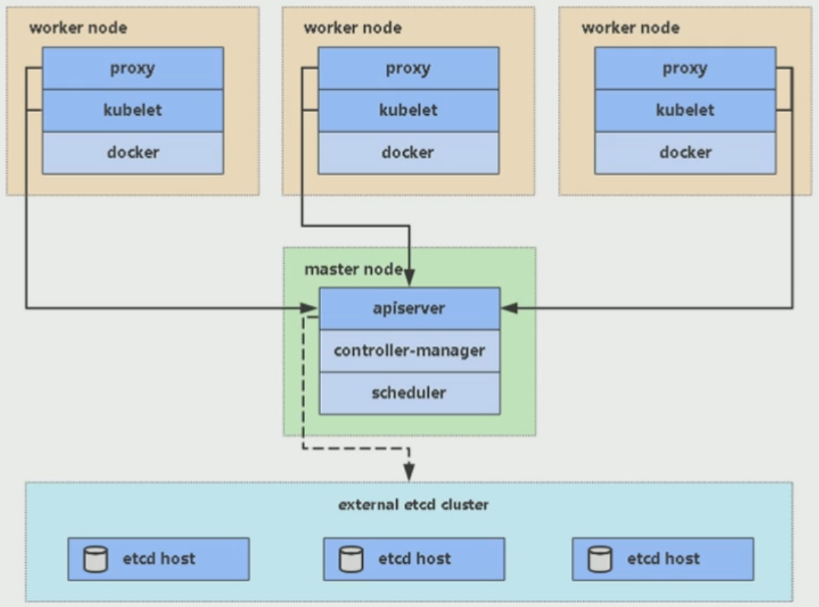 worker node
proxy
kubelet
docker
worker node
proxy
kubelet
docker
worker node
proxy
kubelet
docker
master node
apiserver
controller-manager
scheduler
external etcd cluster
etcd host
etcd host
etcd host